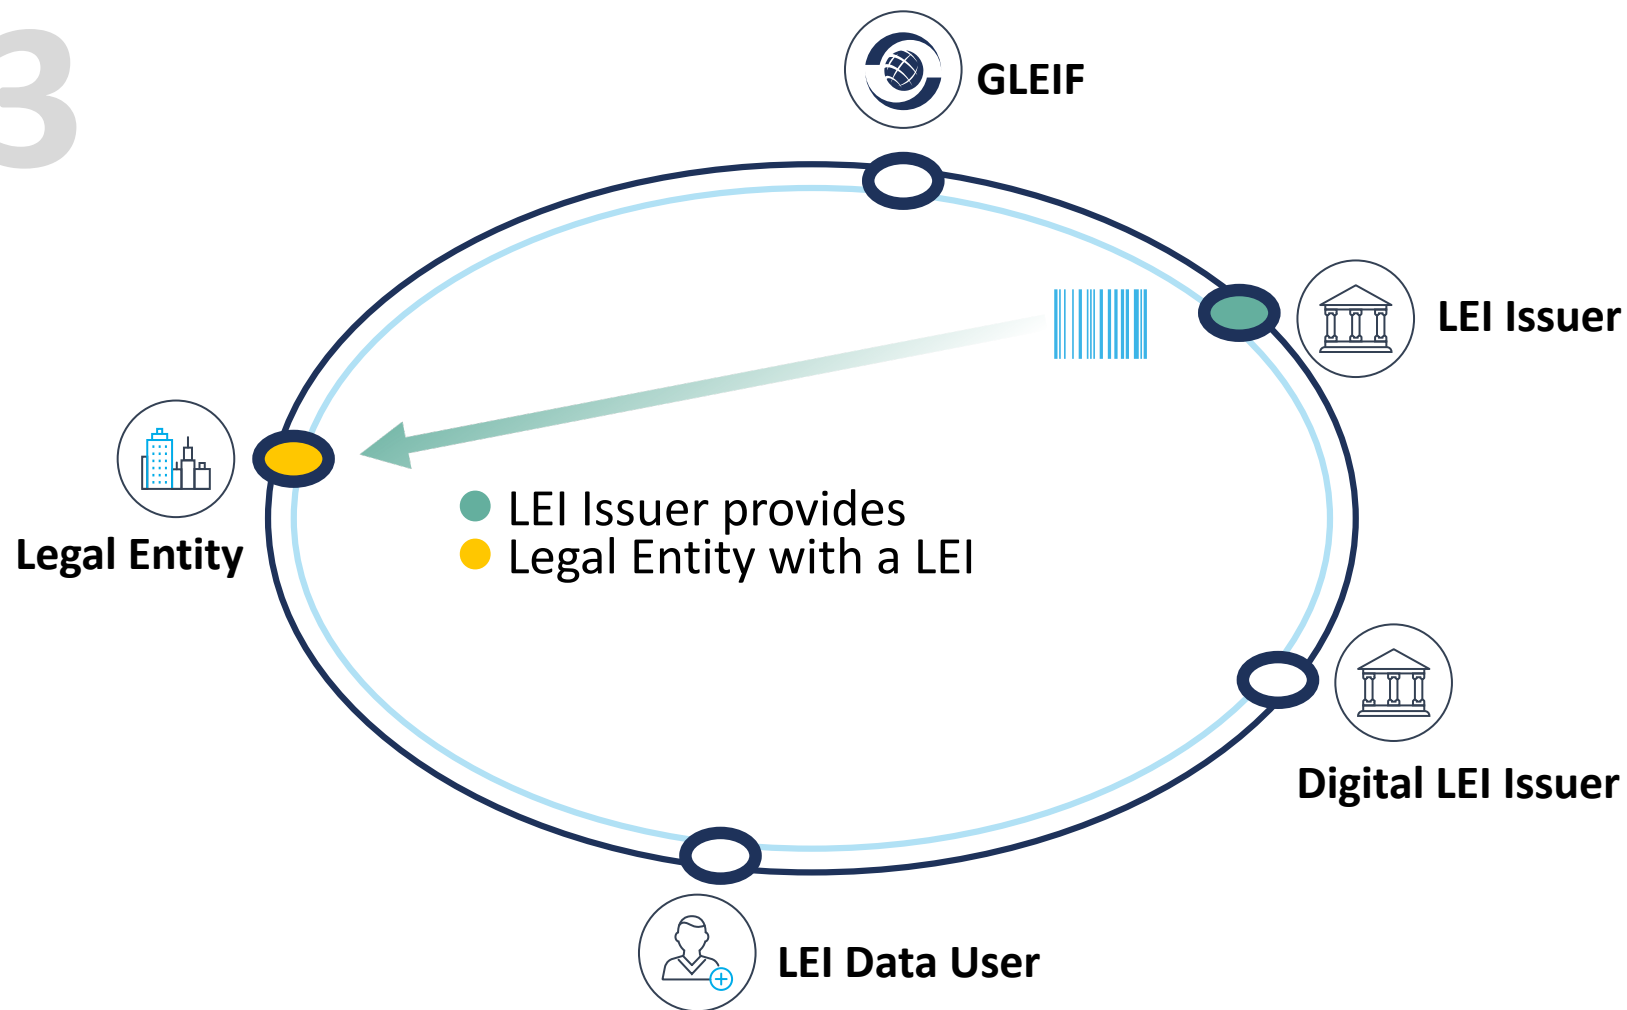 3
GLEIF
LEI Issuer
LEI Issuer provides
Legal Entity with a LEI
Legal Entity
Digital LEI Issuer
LEI Data User